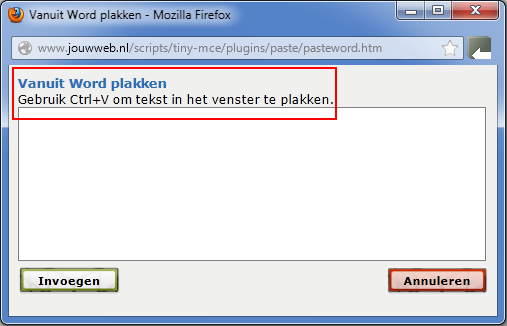 Vanuit Word plakken - Mozilla Firefox
www.jouwweb.nl/scripts/tiny-mce/plugins/paste/pasteword.htm
Vanuit Word plakken
Gebruik Ctrl+V om tekst in het venster te plakken.
Invoegen
Annuleren